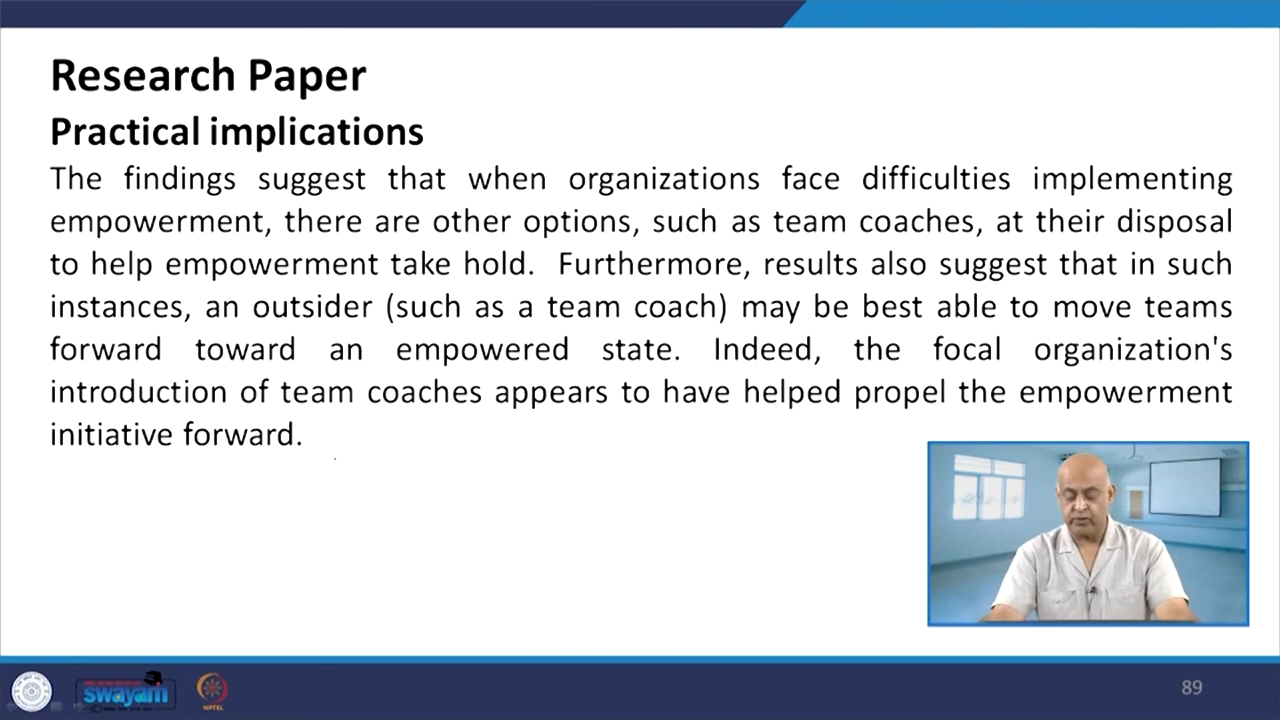 Research Paper
Practical implications
The findings suggest that when organizations face difficulties implementing
empowerment, there are other options, such as team coaches, at their disposal
to help empowerment take hold.  Furthermore, results also suggest that in such
instances, an outsider (such as a team coach) may be best able to move teams
forward toward an empowered state. Indeed, the focal organization's
introduction of team coaches appears to have helped propel the empowerment
initiative forward.
swayam
NPTEL
89